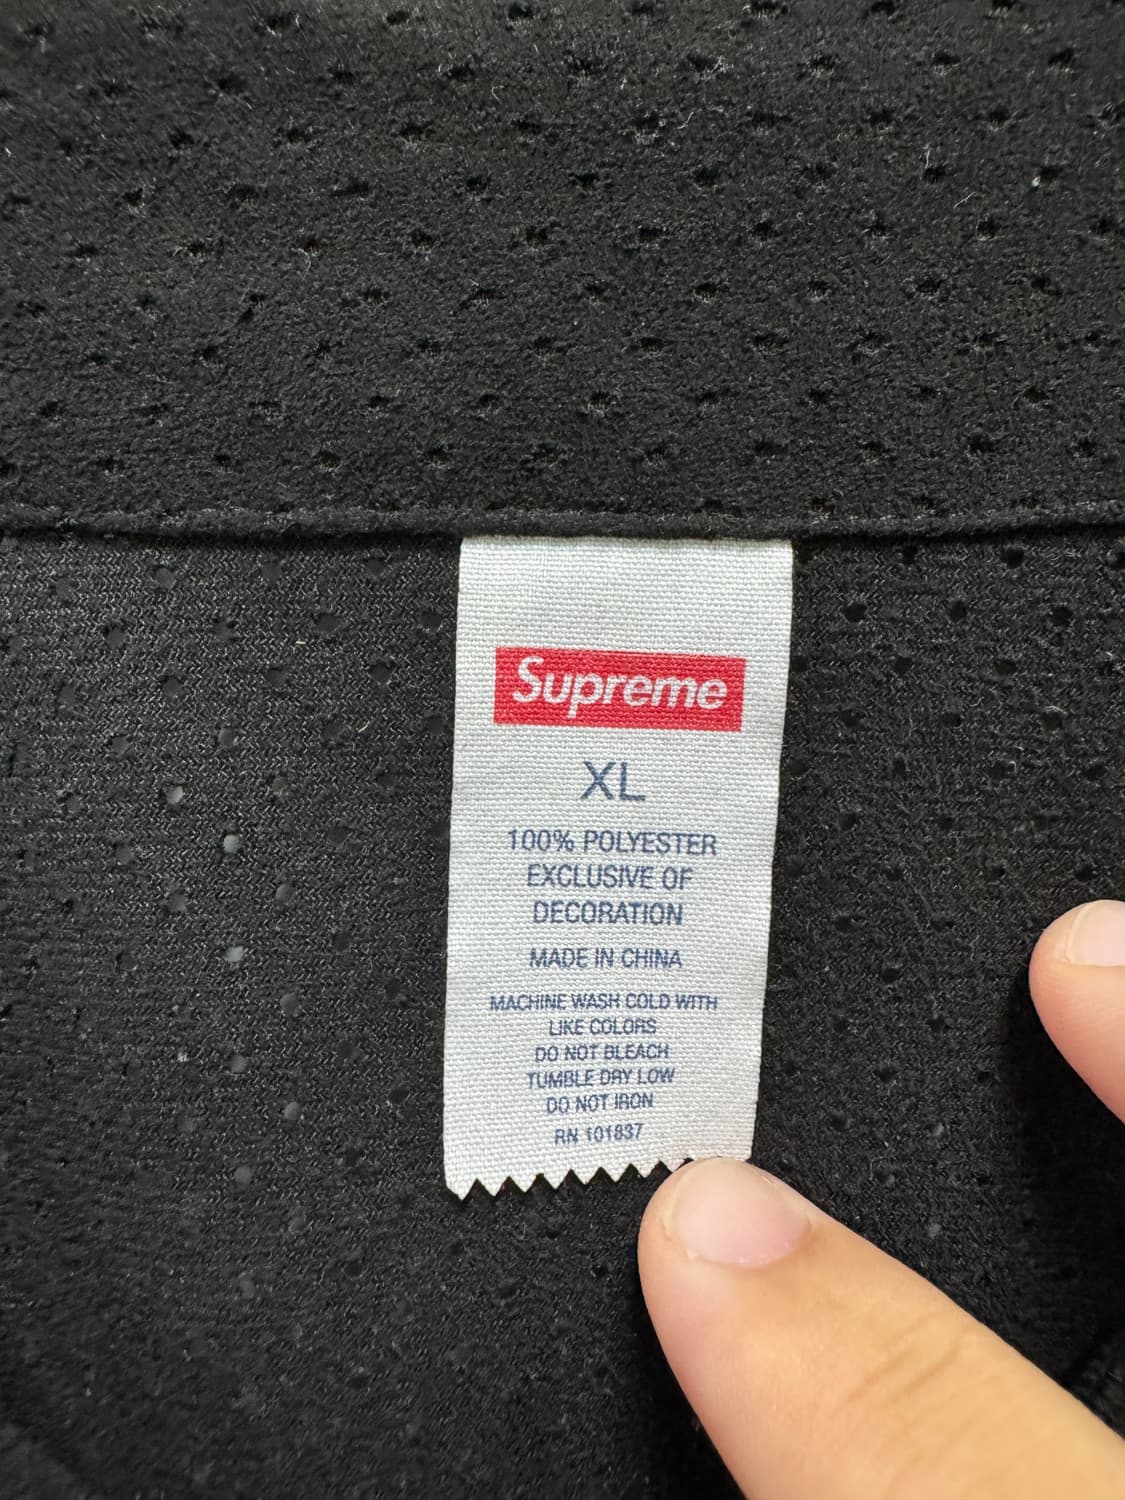 Supreme
XL
100% POLYESTER
EXCLUSIVE OF
DECORATION
MADE IN CHINA
MACHINE WASH COLD WITH
LIKE COLORS
DO NOT BLEACH
TUMBLE DRY LOW
DO NOT IRON
RN 101837